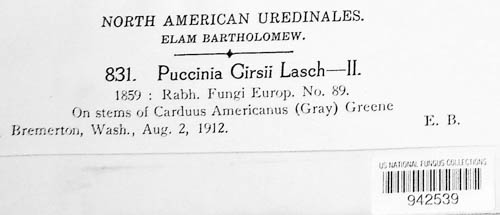 NORTH AMERICAN UREDINALES.
ELAM BARTHOLOMEW.
831. Puccinia Cirsii Lasch—II.
1859 : Rabh. Fungi Europ. No. 89.
On stems of Carduus Americanus (Gray) Greene
Bremerton, Wash., Aug. 2, 1912. E. B.
US NATIONAL FUNGUS COLLECTIONS
942539